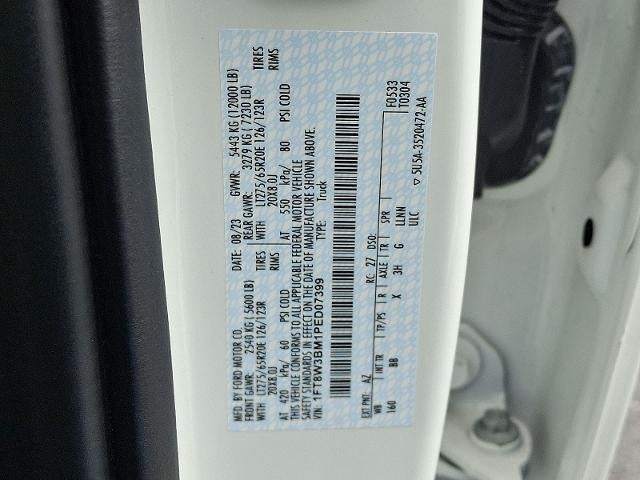 MFD. BY FORD MOTOR CO. DATE: 08/23 GVWR: 5443 KG (12000 LB)
FRONT GAWR: 2540 KG (5600LB) REAR GAWR: 3279 KG (7230 LB)
WITH LT275/65R20E 126/123R TIRES WITH LT275/65R20E 126/123R TIRES
20X8.0J RIMS 20X8.0J RIMS
AT 420 kPa/ 60 PSI COLD AT 550 kPa/ 80 PSI COLD
THIS VEHICLE CONFORMS TO ALL APPLICABLE FEDERAL MOTOR VEHICLE
SAFETY STANDARDS IN EFFECT ON THE DATE OF MANUFACTURE SHOWN ABOVE.
VIN: 1FT8W3BM1PED07399 TYPE: Truck
F0533
T0304
EXT PNT: AZ RC: 27 DSO:
WB INT TR TP/PS R AXLE TR SPR
160 BB X 3H G LLNN
ULC
▽ 5U5A-3520472-AA